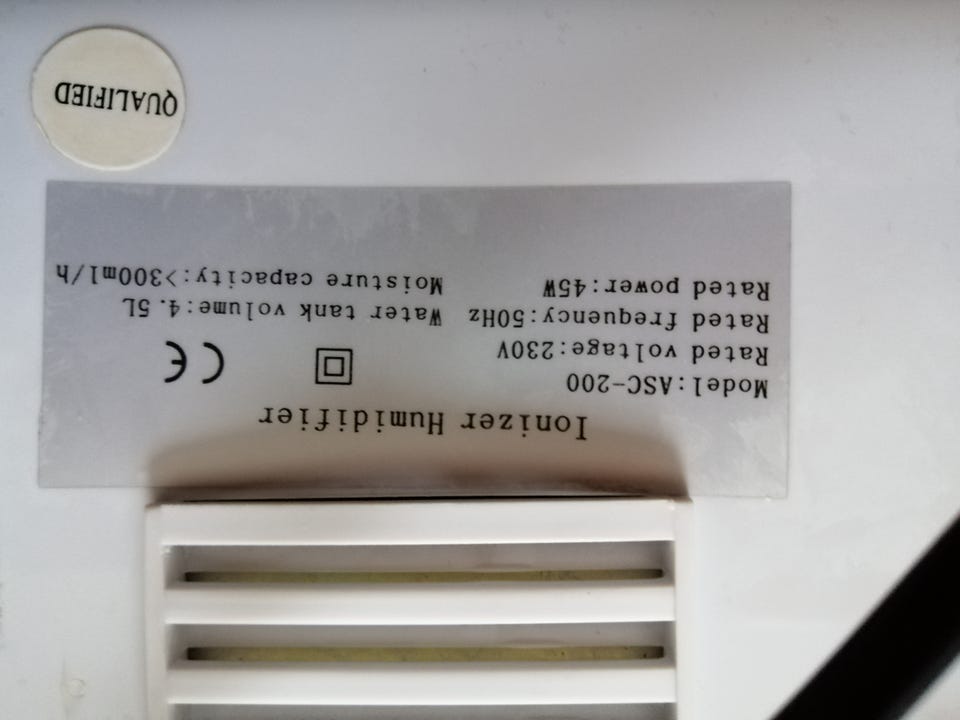 Ionizer Humidifier
Model:ASC-200
Rated voltage:230V
Rated frequency:50Hz
Rated power:45W
CE
Water tank volume:4.5L
Moisture capacity:>300ml/h
QUALIFIED